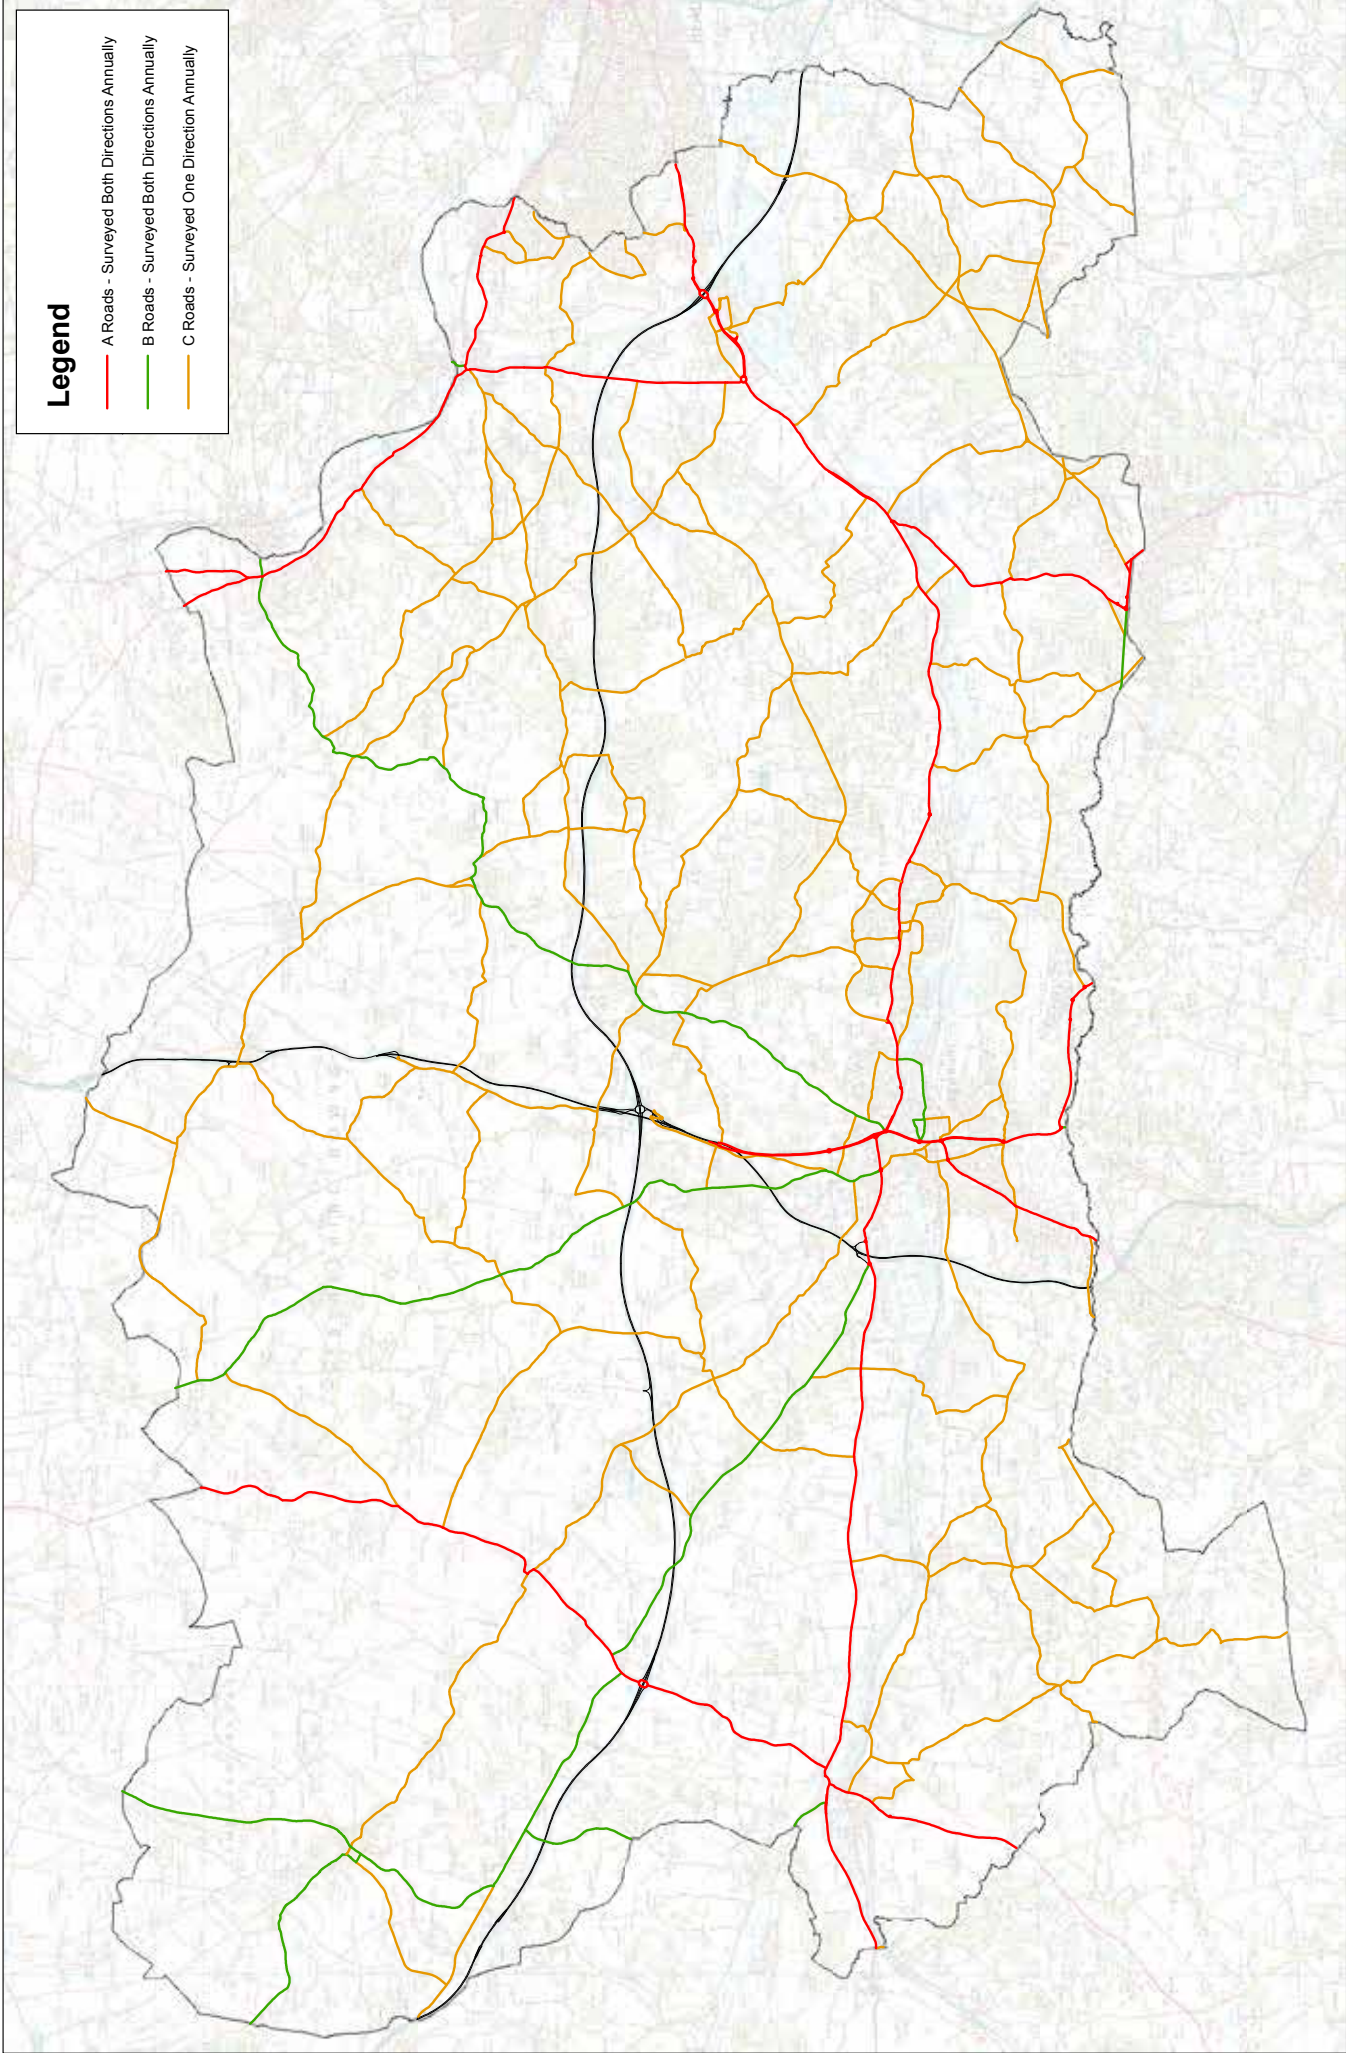 Legend
A Roads - Surveyed Both Directions Annually
B Roads - Surveyed Both Directions Annually
C Roads - Surveyed One Direction Annually